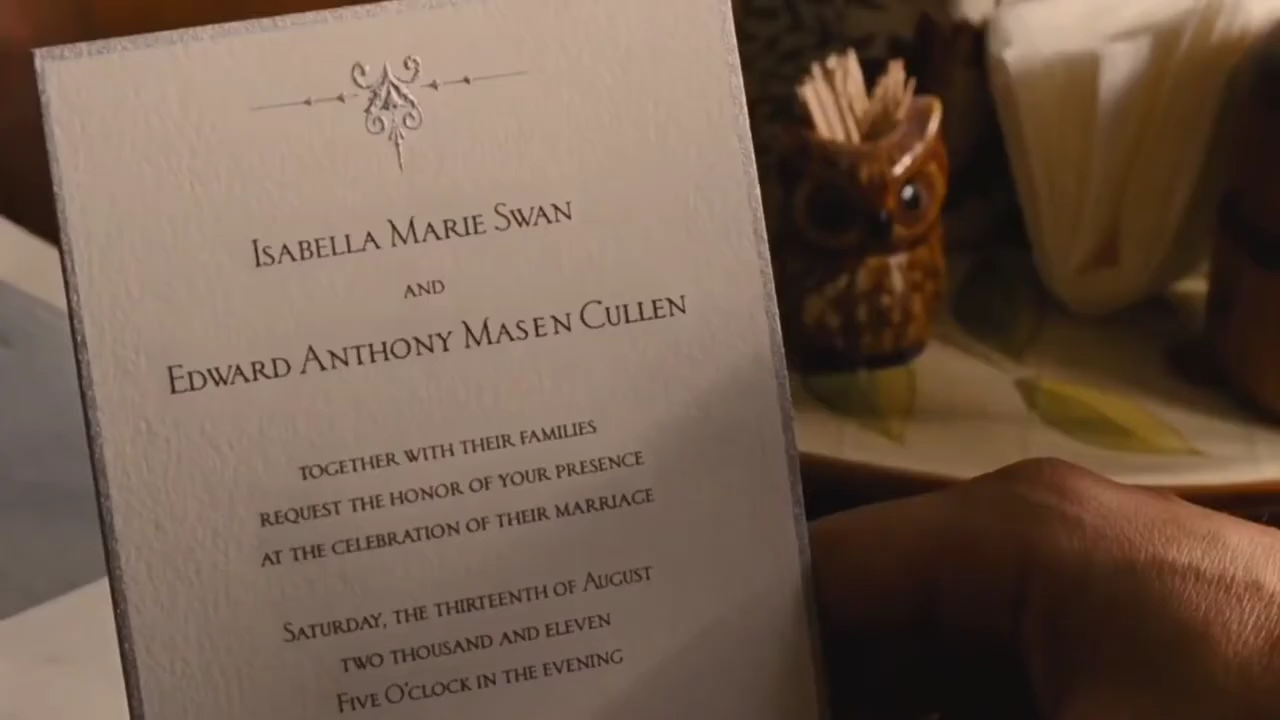 Isabella Marie Swan
and
Edward Anthony Masen Cullen
together with their families
request the honor of your presence
at the celebration of their marriage
Saturday, the thirteenth of August
two thousand and eleven
Five O'clock in the evening